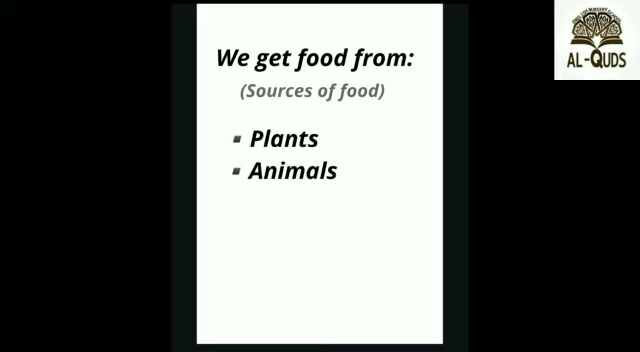 We get food from:
(Sources of food)
▪ Plants
▪ Animals
AL-QUDS